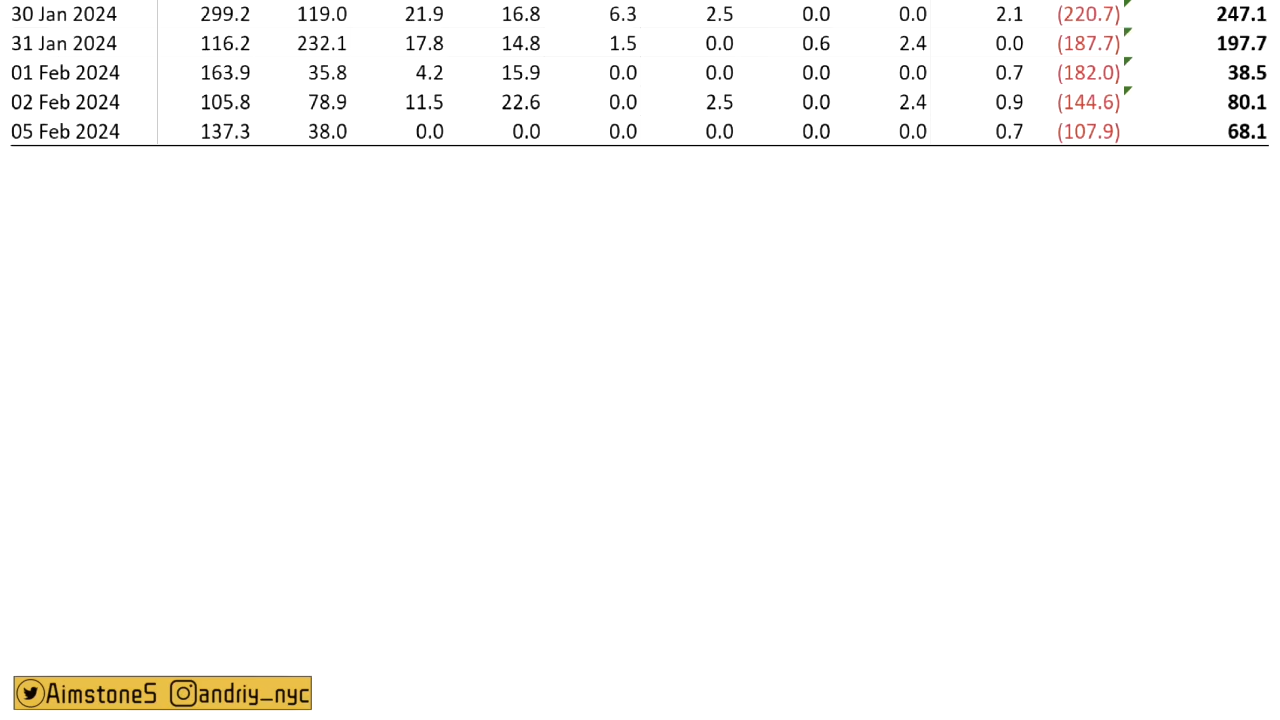 30 Jan 2024 299.2 119.0 21.9 16.8 6.3 2.5 0.0 0.0 2.1 (220.7) 247.1
31 Jan 2024 116.2 232.1 17.8 14.8 1.5 0.0 0.6 2.4 0.0 (187.7) 197.7
01 Feb 2024 163.9 35.8 4.2 15.9 0.0 0.0 0.0 0.0 0.7 (182.0) 38.5
02 Feb 2024 105.8 78.9 11.5 22.6 0.0 2.5 0.0 2.4 0.9 (144.6) 80.1
05 Feb 2024 137.3 38.0 0.0 0.0 0.0 0.0 0.0 0.0 0.7 (107.9) 68.1
Aimstone5 andriy_nyc